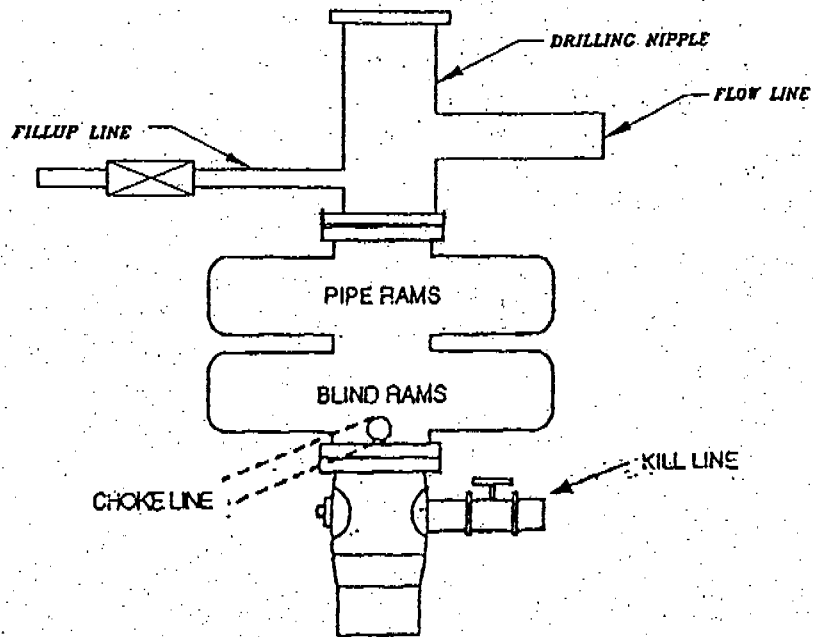 DRILLING NIPPLE
FLOW LINE
FILLUP LINE
PIPE RAMS
BLIND RAMS
KILL LINE
CHOKE LINE